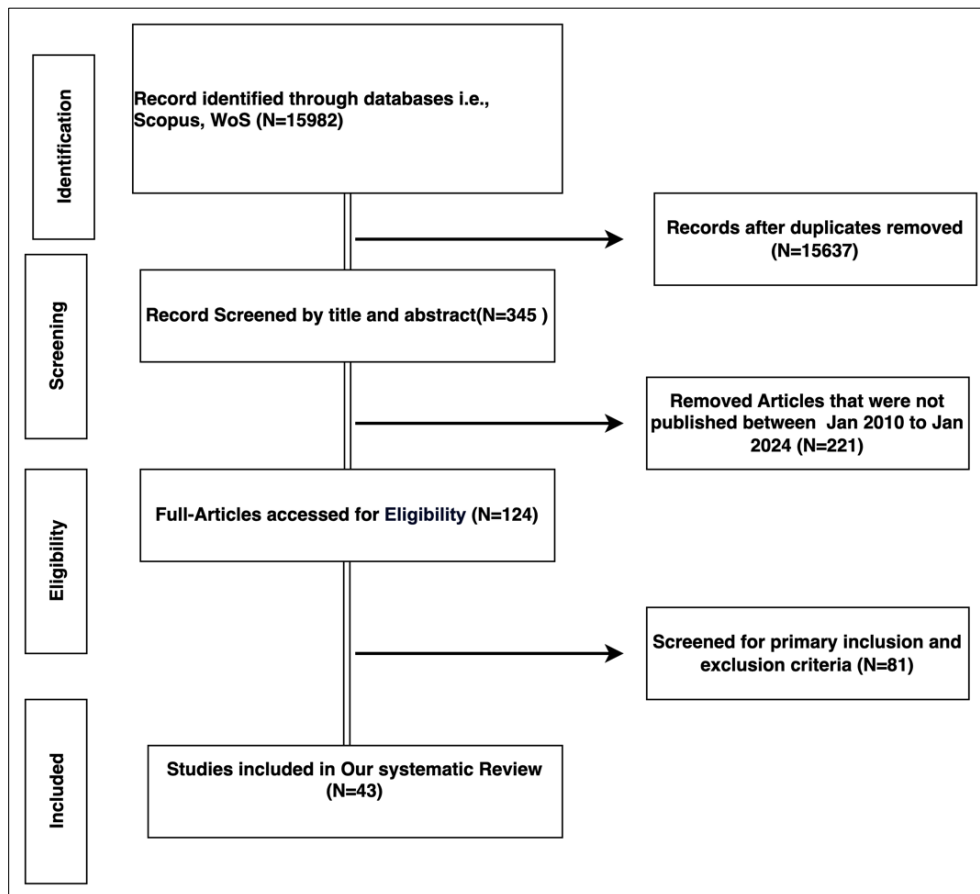 Identification
Record identified through databases i.e.,
Scopus, WoS (N=15982)
Records after duplicates removed
(N=15637)
Screening
Record Screened by title and abstract(N=345 )
Removed Articles that were not
published between  Jan 2010 to Jan
2024 (N=221)
Eligibility
Full-Articles accessed for Eligibility (N=124)
Screened for primary inclusion and
exclusion criteria (N=81)
Included
Studies included in Our systematic Review
(N=43)